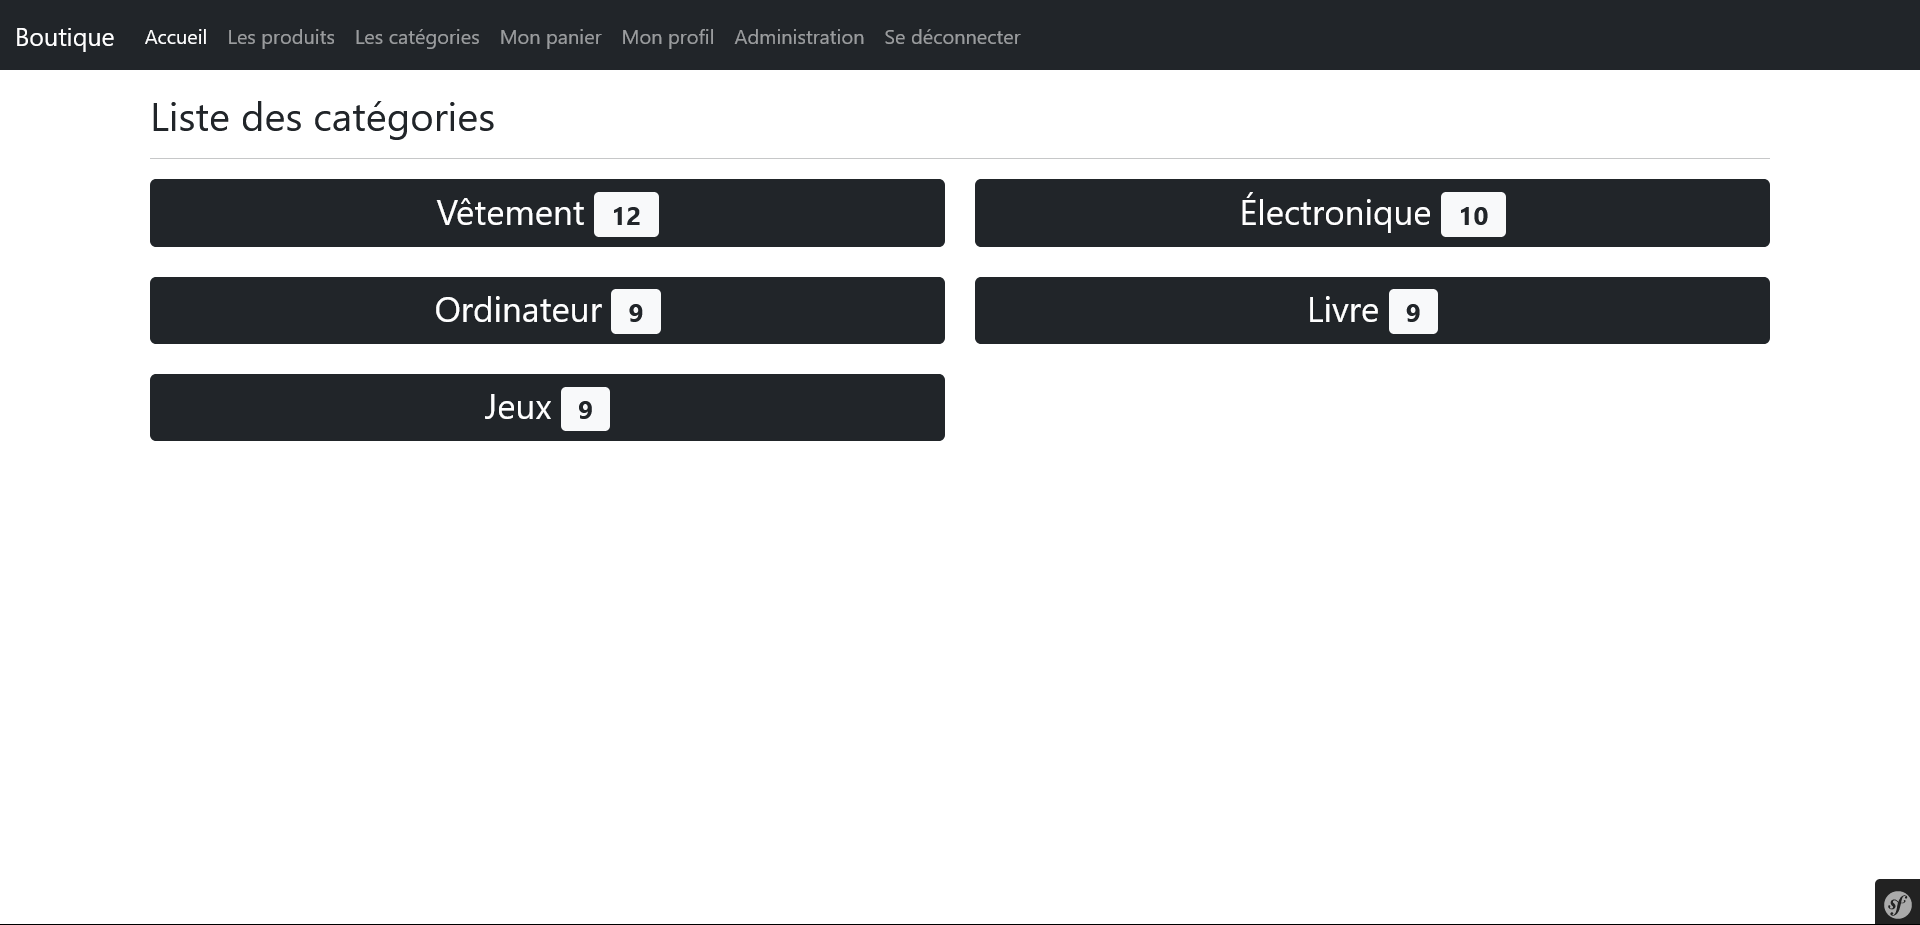 Boutique Accueil Les produits Les catégories Mon panier Mon profil Administration Se déconnecter
Liste des catégories
Vêtement 12
Électronique 10
Ordinateur 9
Livre 9
Jeux 9
sf